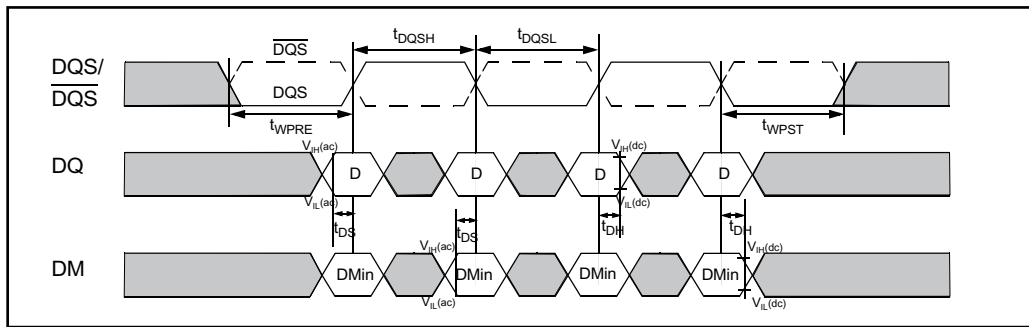 tDQSH tDQSL
DQS
DQS/
DQS
DQS
tWPRE tWPST
VIH(ac) VIH(dc)
DQ D D D D
VIL(ac) VIL(dc)
tDS tDS tDH tDH
VIH(ac) VIH(dc)
DM DMin DMin DMin DMin
VIL(ac) VIL(dc)